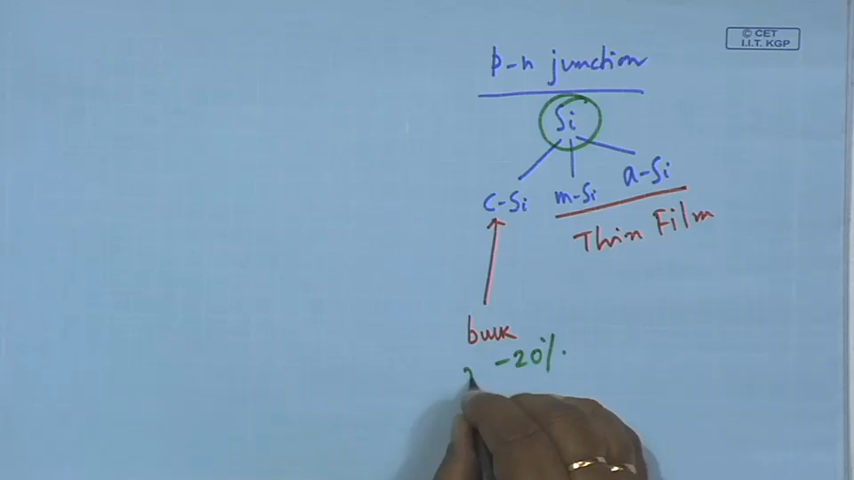 © CET
I.I.T. KGP
p-n junction
Si
c-Si m-Si a-Si
Thin Film
bulk
-20%